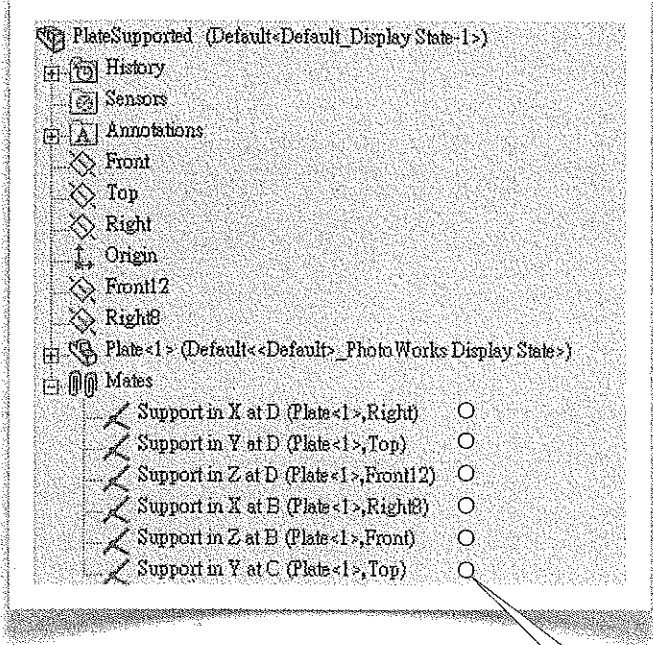 PlateSupported (Default<Default_Display State-1>)
History
Sensors
Annotations
Front
Top
Right
Origin
Front12
Right8
Plate<1> (Default<<Default>_PhotoWorks Display State>)
Mates
Support in X at D (Plate<1>,Right)
Support in Y at D (Plate<1>,Top)
Support in Z at D (Plate<1>,Front12)
Support in X at B (Plate<1>,Right8)
Support in Z at B (Plate<1>,Front)
Support in Y at C (Plate<1>,Top)